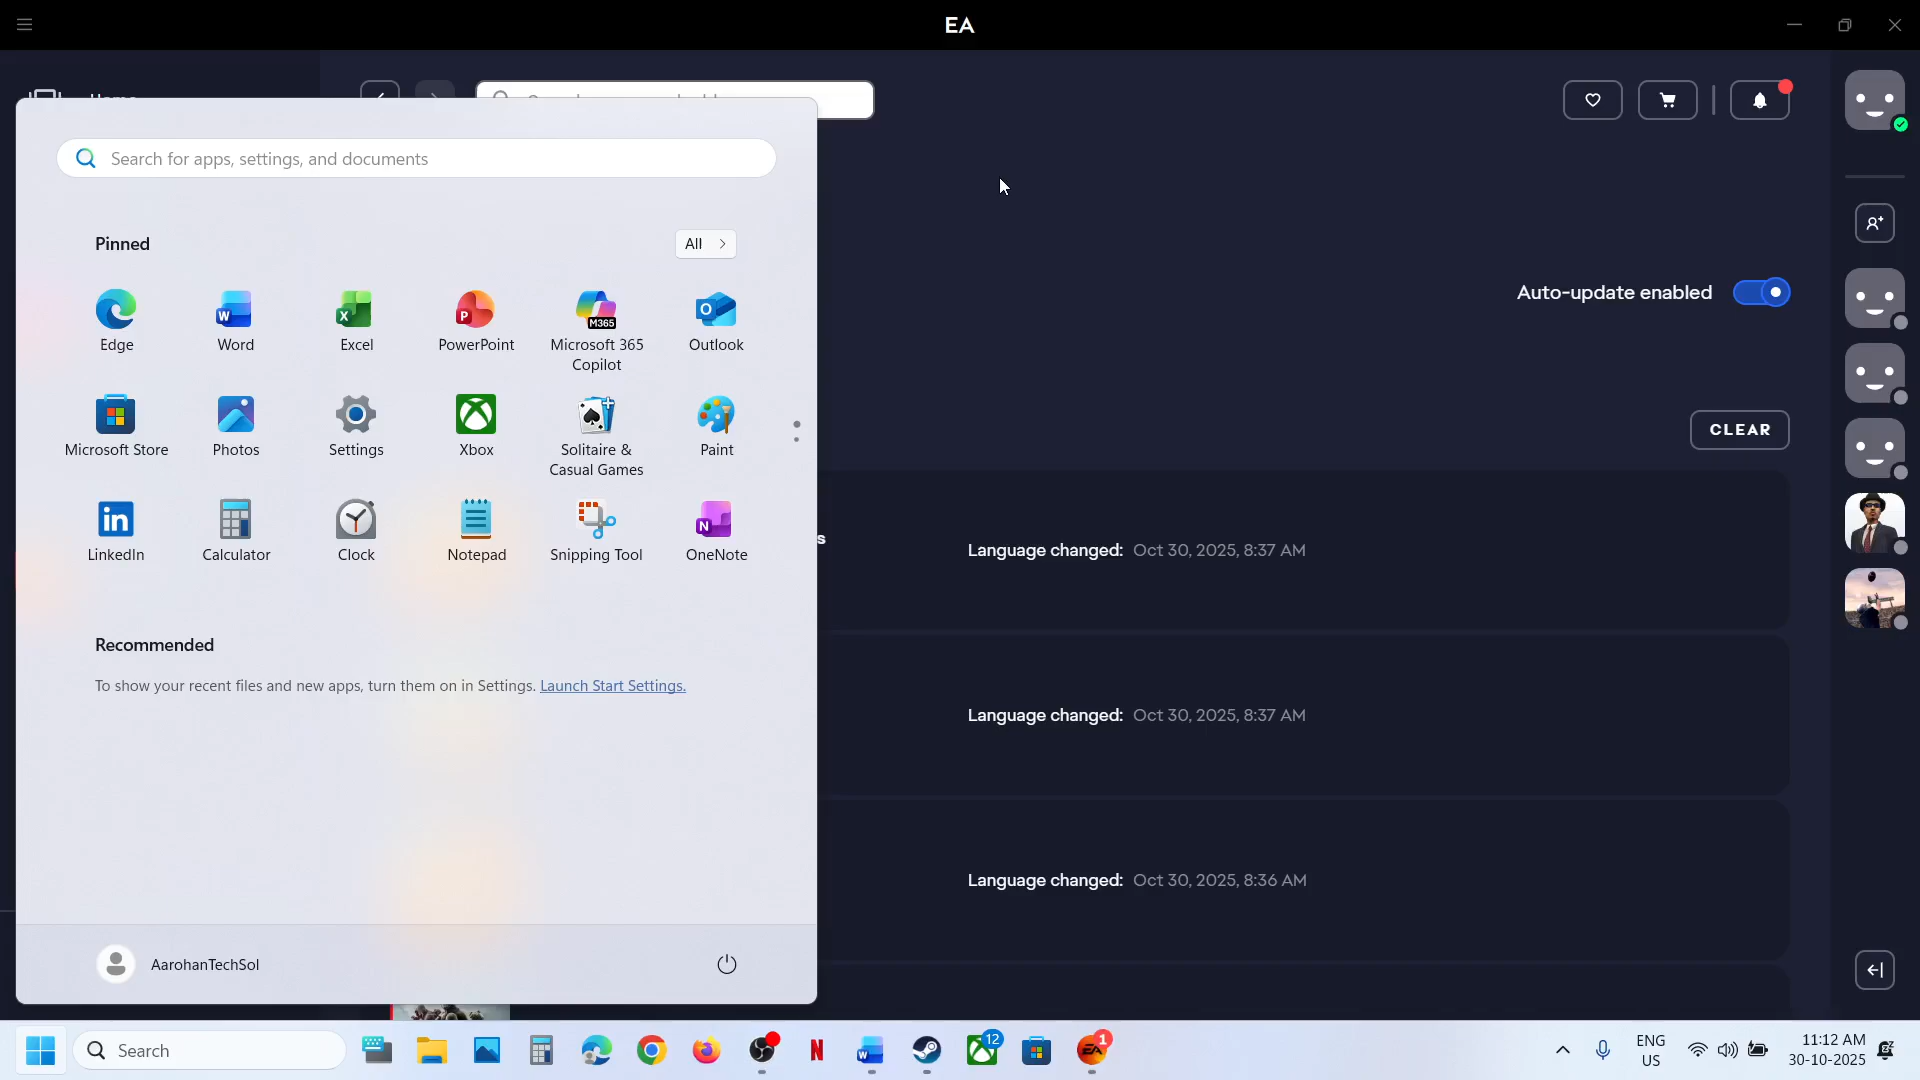 EA
Search for apps, settings, and documents
Pinned
All
Edge
Word
Excel
PowerPoint
M365
Microsoft 365
Copilot
Outlook
Microsoft Store
Photos
Settings
Xbox
Solitaire &
Casual Games
Paint
LinkedIn
Calculator
Clock
Notepad
Snipping Tool
OneNote
Recommended
To show your recent files and new apps, turn them on in Settings. Launch Start Settings.
AarohanTechSol
Auto-update enabled
CLEAR
s
Language changed: Oct 30, 2025, 8:37 AM
Language changed: Oct 30, 2025, 8:37 AM
Language changed: Oct 30, 2025, 8:36 AM
Search
12
1
ENG
US
11:12 AM
30-10-2025